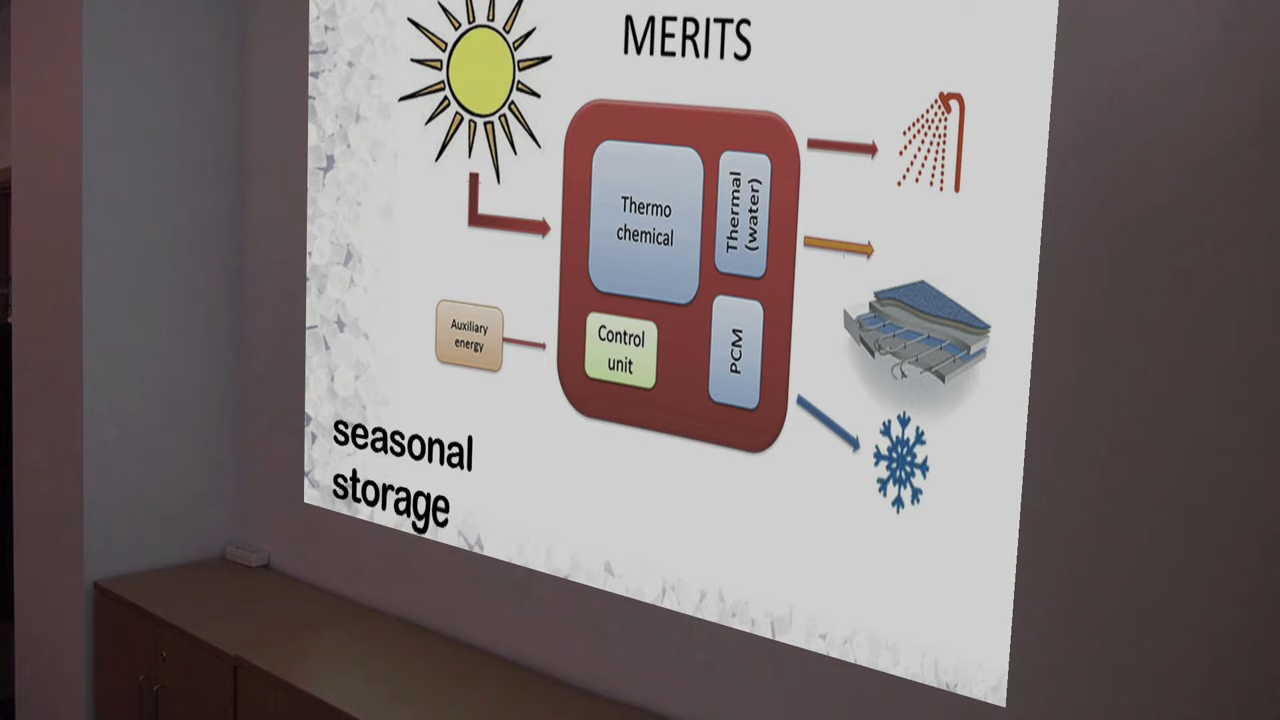 MERITS
Thermo
chemical
Thermal
(water)
Auxiliary
energy
Control
unit
PCM
seasonal
storage